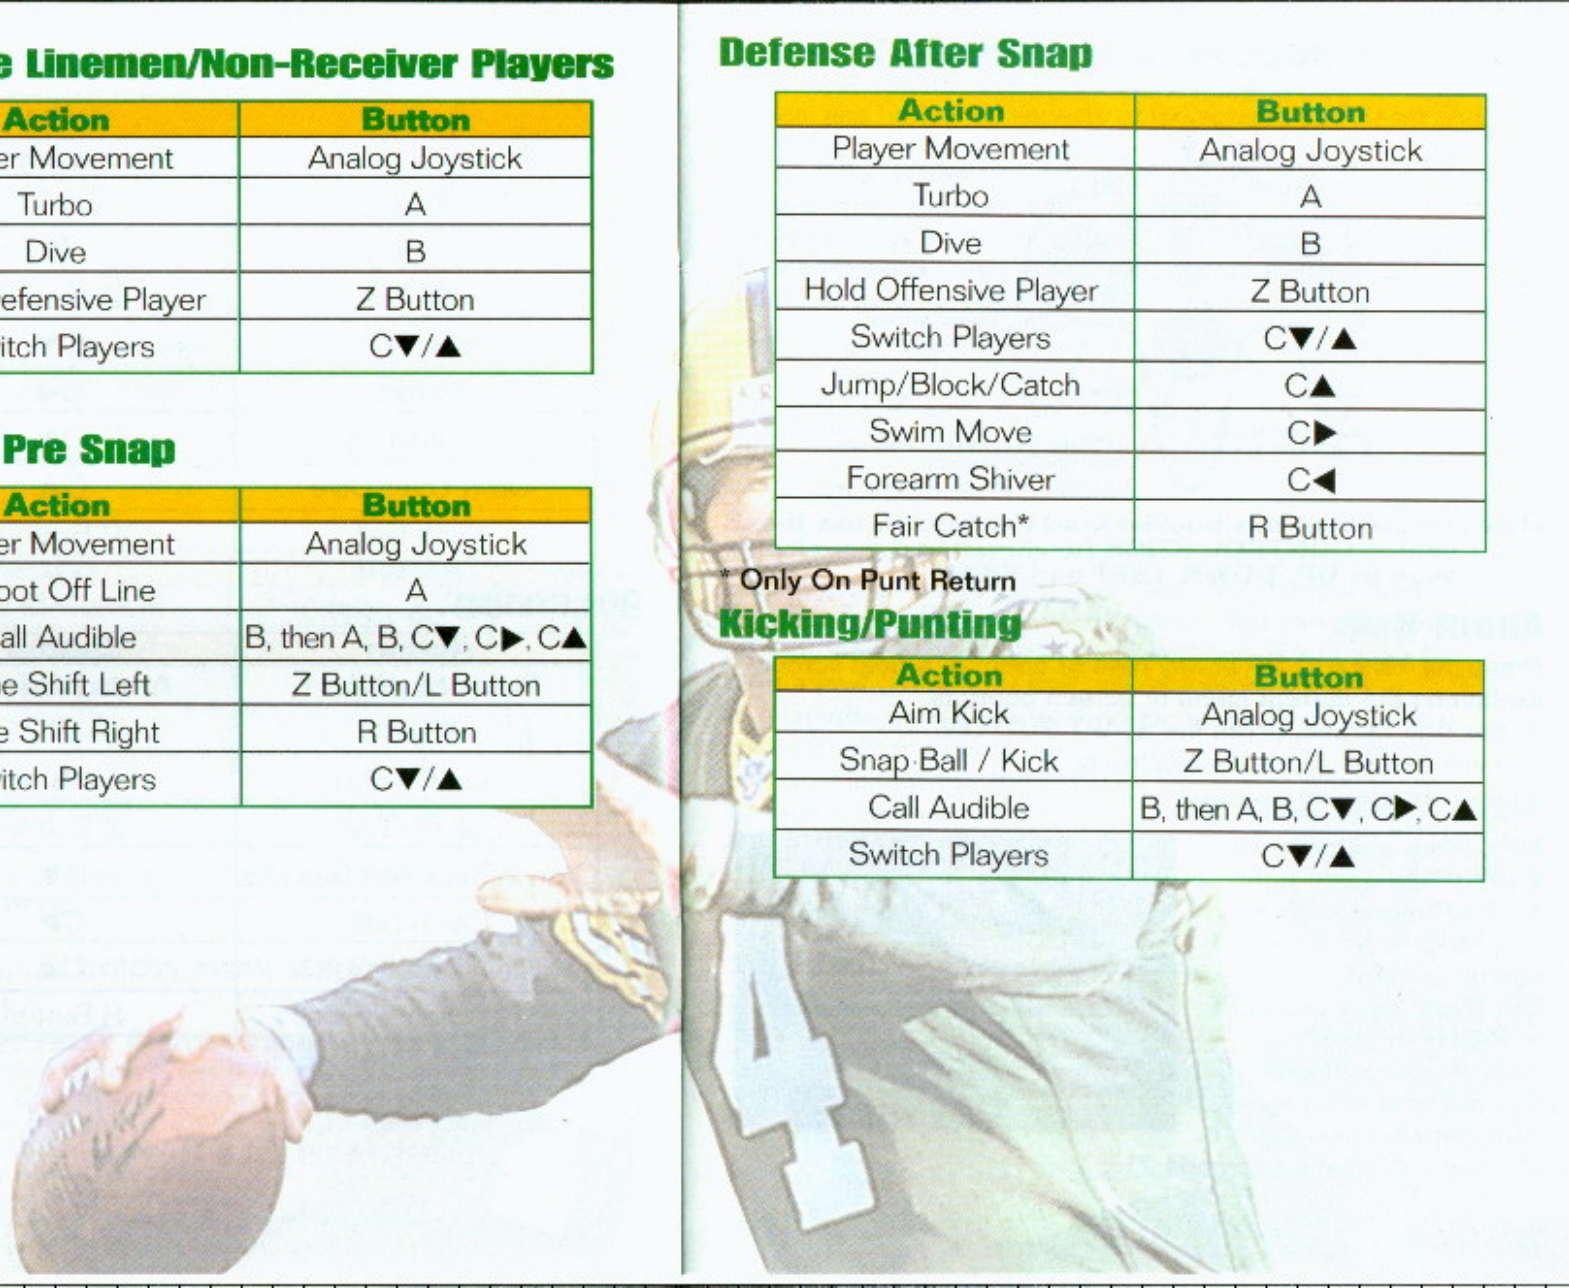 e Linemen/Non-Receiver Players
Action Button
er Movement Analog Joystick
Turbo A
Dive B
efensive Player Z Button
itch Players C▼/▲
Pre Snap
Action Button
er Movement Analog Joystick
oot Off Line A
all Audible B, then A, B, C▼, C▶, C▲
e Shift Left Z Button/L Button
e Shift Right R Button
itch Players C▼/▲
Defense After Snap
Action Button
Player Movement Analog Joystick
Turbo A
Dive B
Hold Offensive Player Z Button
Switch Players C▼/▲
Jump/Block/Catch C▲
Swim Move C▶
Forearm Shiver C◀
Fair Catch* R Button
* Only On Punt Return
Kicking/Punting
Action Button
Aim Kick Analog Joystick
Snap Ball / Kick Z Button/L Button
Call Audible B, then A, B, C▼, C▶, C▲
Switch Players C▼/▲
4